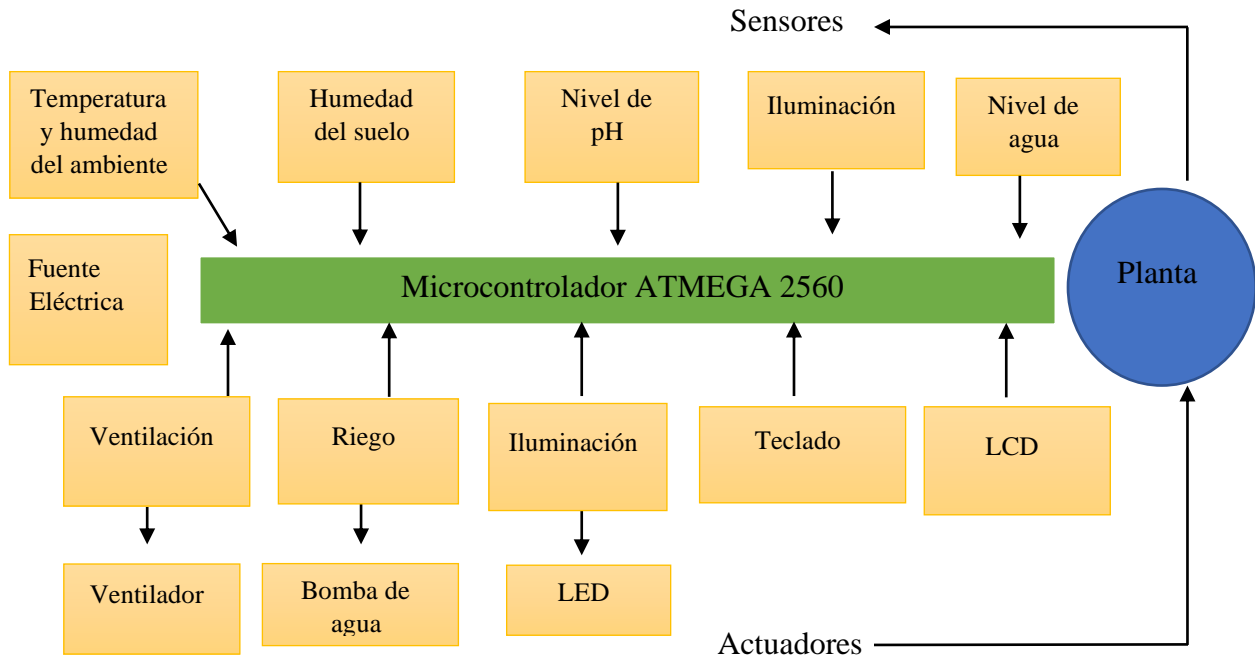 Sensores
Temperatura
y humedad
del ambiente
Humedad
del suelo
Nivel de
pH
Iluminación
Nivel de
agua
Fuente
Eléctrica
Microcontrolador ATMEGA 2560
Planta
Ventilación
Riego
Iluminación
Teclado
LCD
Ventilador
Bomba de
agua
LED
Actuadores